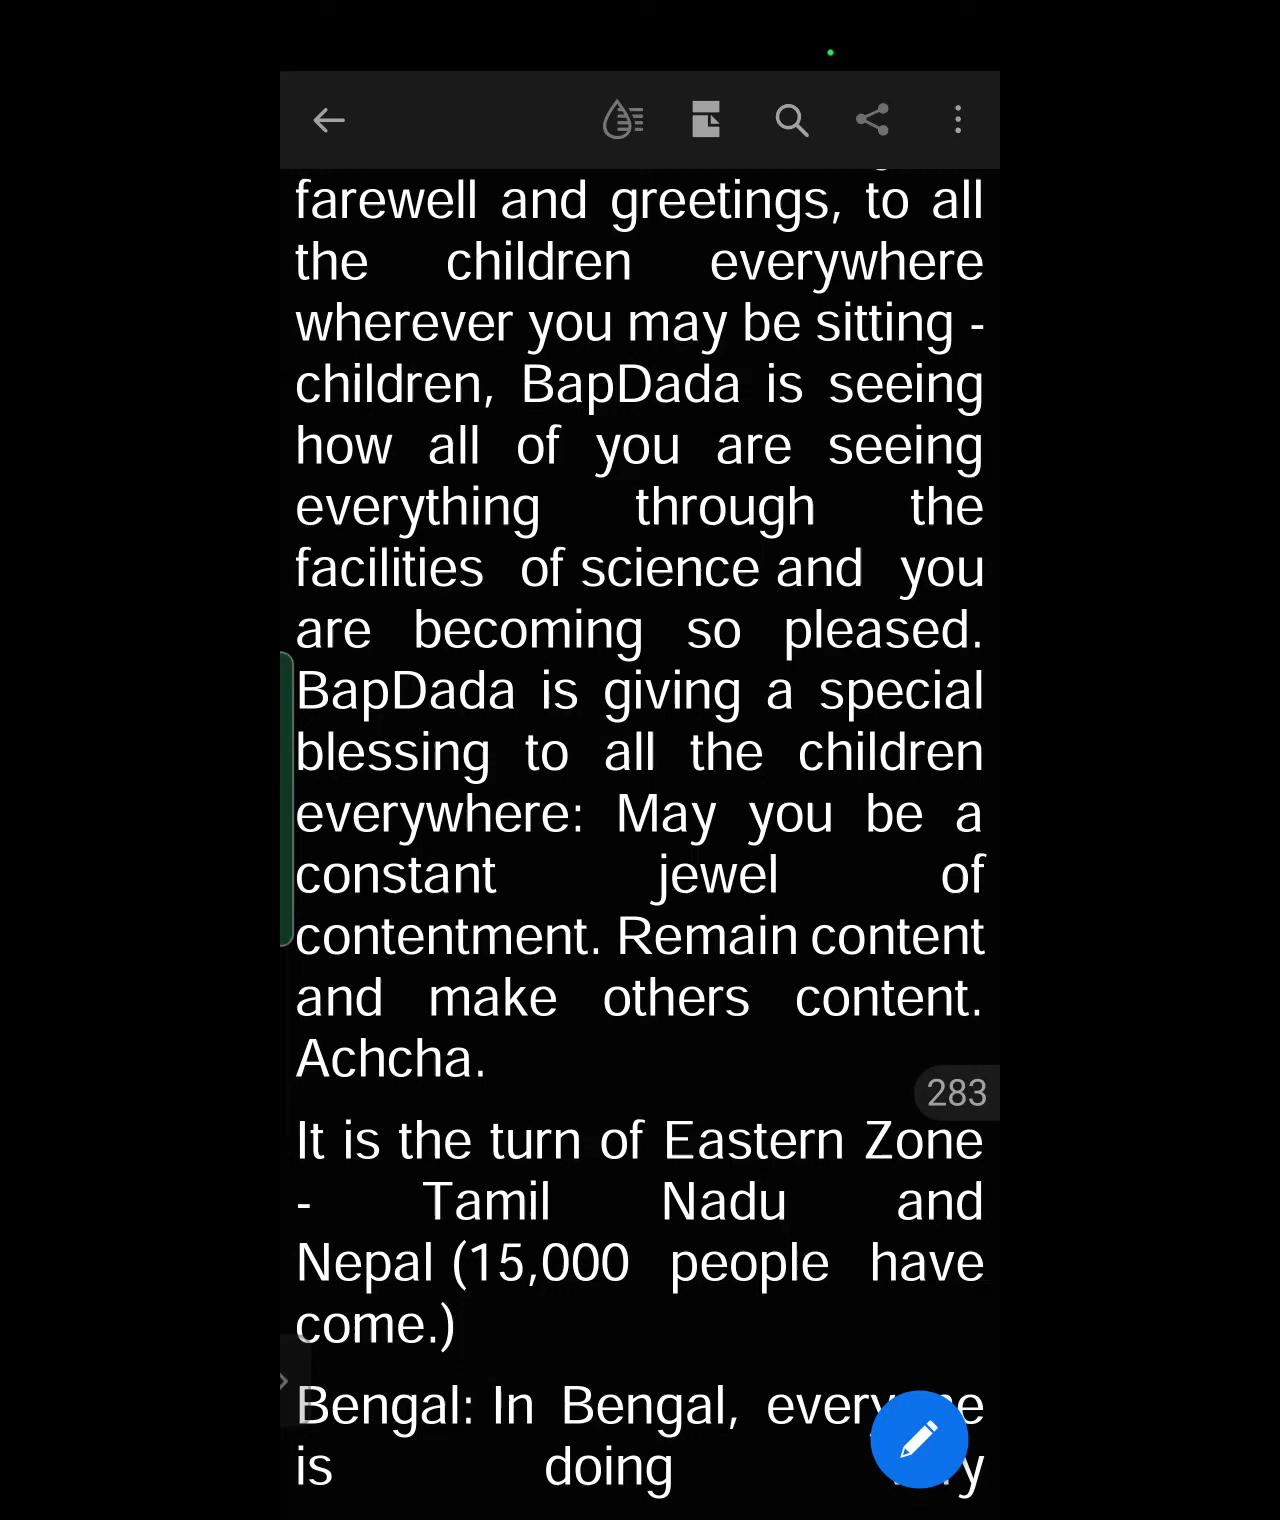 farewell and greetings, to all
the children everywhere
wherever you may be sitting -
children, BapDada is seeing
how all of you are seeing
everything through the
facilities of science and you
are becoming so pleased.
BapDada is giving a special
blessing to all the children
everywhere: May you be a
constant jewel of
contentment. Remain content
and make others content.
Achcha.
283
It is the turn of Eastern Zone
- Tamil Nadu and
Nepal (15,000 people have
come.)
Bengal: In Bengal,
is doing